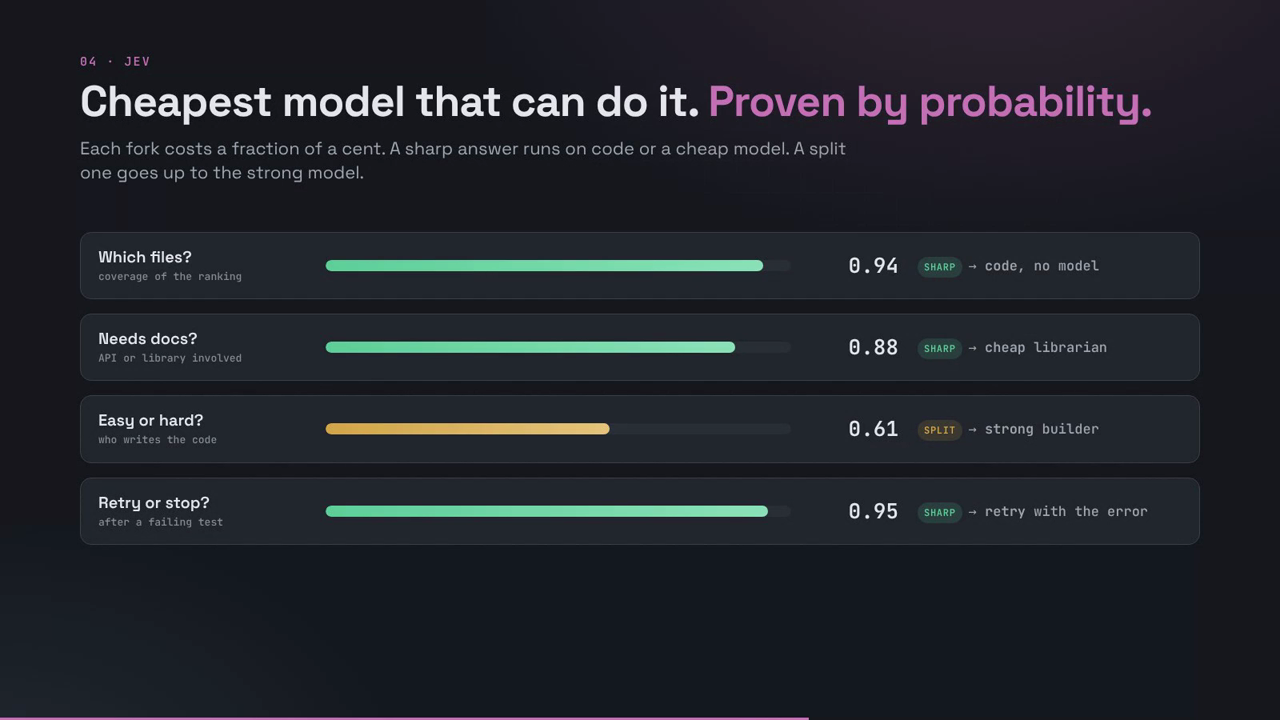 04 · JEV
Cheapest model that can do it. Proven by probability.
Each fork costs a fraction of a cent. A sharp answer runs on code or a cheap model. A split
one goes up to the strong model.
Which files?
coverage of the ranking
0.94 SHARP → code, no model
Needs docs?
API or library involved
0.88 SHARP → cheap librarian
Easy or hard?
who writes the code
0.61 SPLIT → strong builder
Retry or stop?
after a failing test
0.95 SHARP → retry with the error